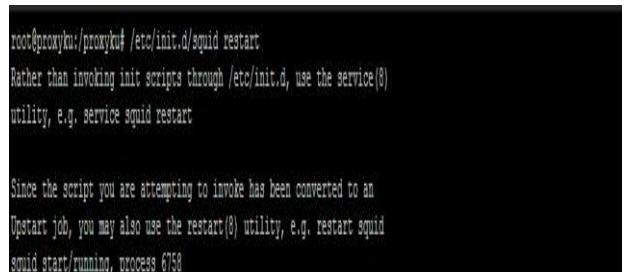 root@proxyku:/proxyku# /etc/init.d/squid restart
Rather than invoking init scripts through /etc/init.d, use the service(8)
utility, e.g. service squid restart
Since the script you are attempting to invoke has been converted to an
Upstart job, you may also use the restart(8) utility, e.g. restart squid
squid start/running, process 6758